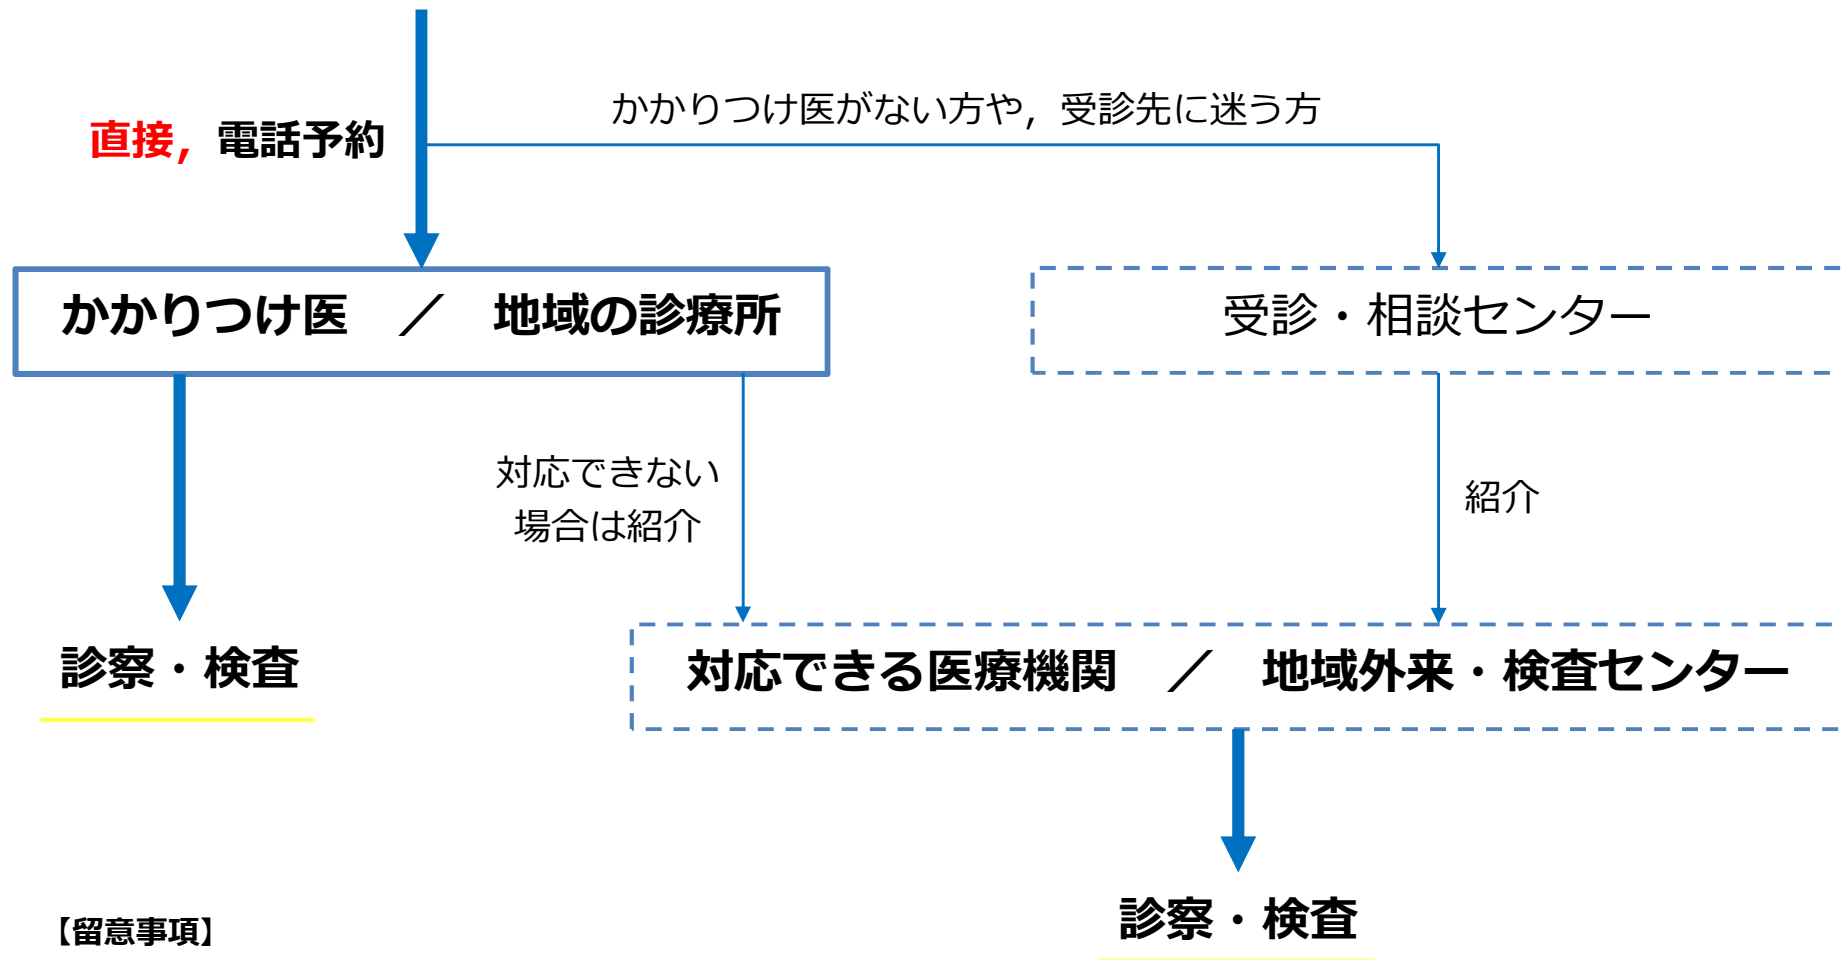 かかりつけ医がない方や，受診先に迷う方
直接，電話予約
かかりつけ医　／　地域の診療所
受診・相談センター
対応できない
場合は紹介
紹介
診察・検査
対応できる医療機関　／　地域外来・検査センター
診察・検査
【留意事項】